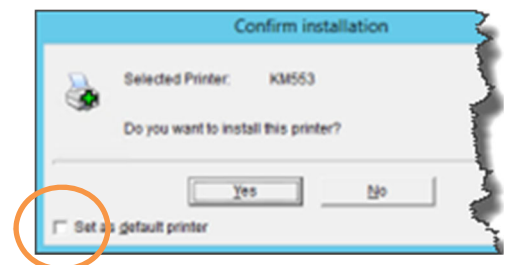 Confirm installation
Selected Printer: KM553
Do you want to install this printer?
Yes No
Set as default printer